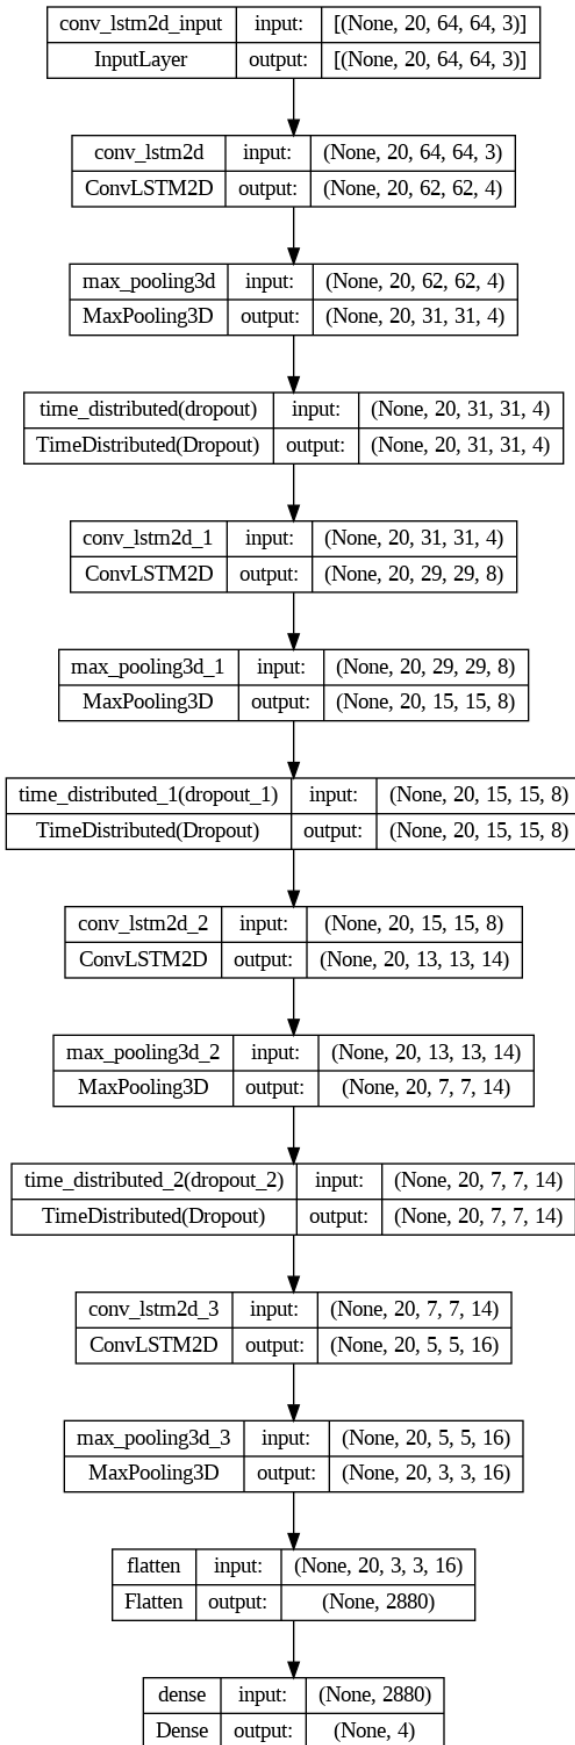 conv_lstm2d_input input: [(None, 20, 64, 64, 3)]
InputLayer output: [(None, 20, 64, 64, 3)]
conv_lstm2d input: (None, 20, 64, 64, 3)
ConvLSTM2D output: (None, 20, 62, 62, 4)
max_pooling3d input: (None, 20, 62, 62, 4)
MaxPooling3D output: (None, 20, 31, 31, 4)
time_distributed(dropout) input: (None, 20, 31, 31, 4)
TimeDistributed(Dropout) output: (None, 20, 31, 31, 4)
conv_lstm2d_1 input: (None, 20, 31, 31, 4)
ConvLSTM2D output: (None, 20, 29, 29, 8)
max_pooling3d_1 input: (None, 20, 29, 29, 8)
MaxPooling3D output: (None, 20, 15, 15, 8)
time_distributed_1(dropout_1) input: (None, 20, 15, 15, 8)
TimeDistributed(Dropout) output: (None, 20, 15, 15, 8)
conv_lstm2d_2 input: (None, 20, 15, 15, 8)
ConvLSTM2D output: (None, 20, 13, 13, 14)
max_pooling3d_2 input: (None, 20, 13, 13, 14)
MaxPooling3D output: (None, 20, 7, 7, 14)
time_distributed_2(dropout_2) input: (None, 20, 7, 7, 14)
TimeDistributed(Dropout) output: (None, 20, 7, 7, 14)
conv_lstm2d_3 input: (None, 20, 7, 7, 14)
ConvLSTM2D output: (None, 20, 5, 5, 16)
max_pooling3d_3 input: (None, 20, 5, 5, 16)
MaxPooling3D output: (None, 20, 3, 3, 16)
flatten input: (None, 20, 3, 3, 16)
Flatten output: (None, 2880)
dense input: (None, 2880)
Dense output: (None, 4)